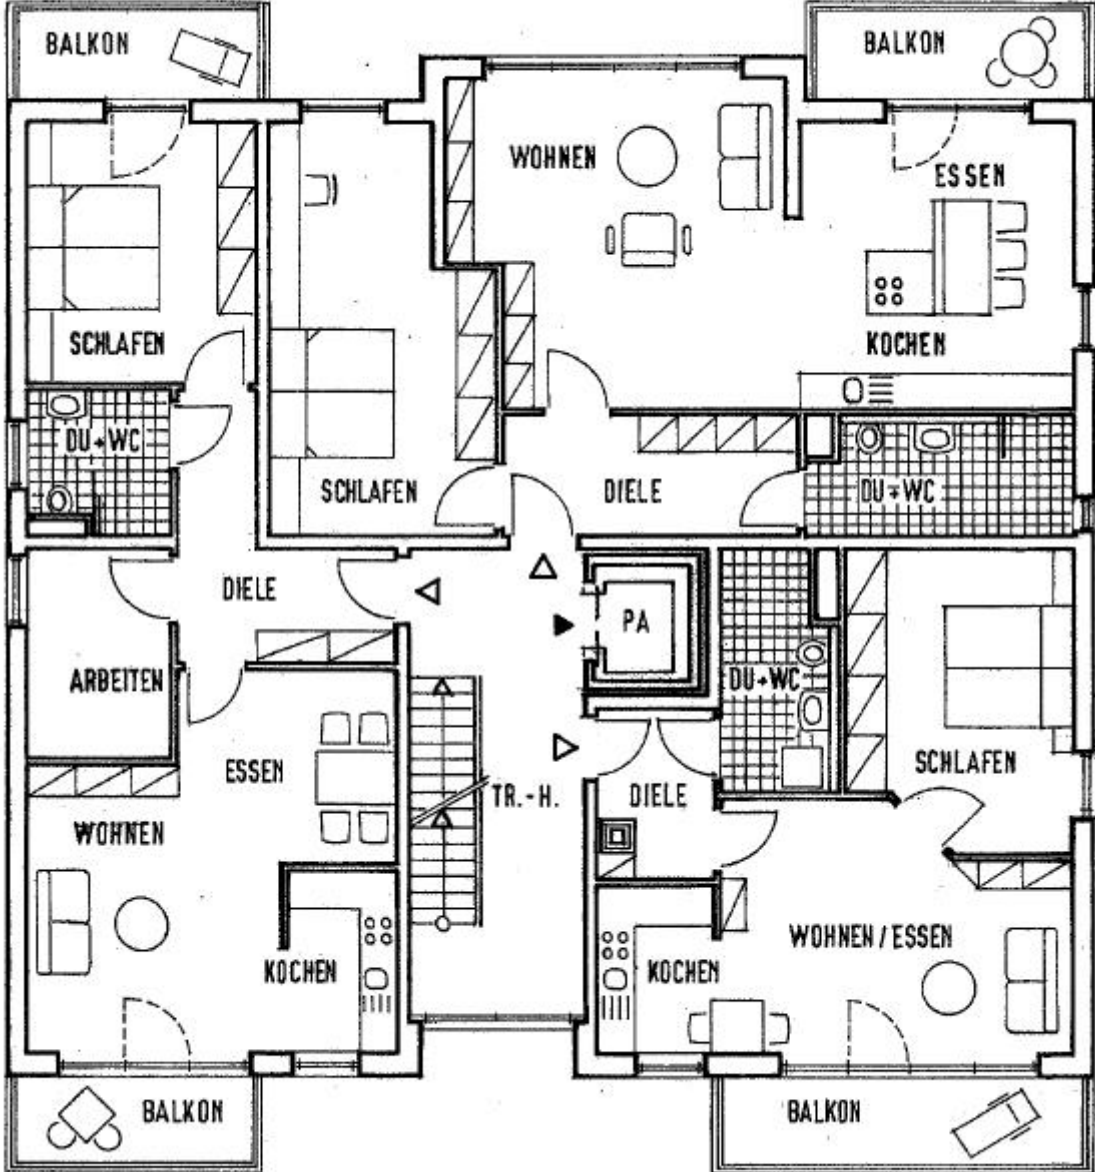 BALKON
BALKON
WOHNEN
ESSEN
SCHLAFEN
KOCHEN
DU+WC
SCHLAFEN
DIELE
DU+WC
DIELE
PA
ARBEITEN
DU+WC
ESSEN
SCHLAFEN
TR.-H.
DIELE
WOHNEN
WOHNEN/ESSEN
KOCHEN
KOCHEN
BALKON
BALKON